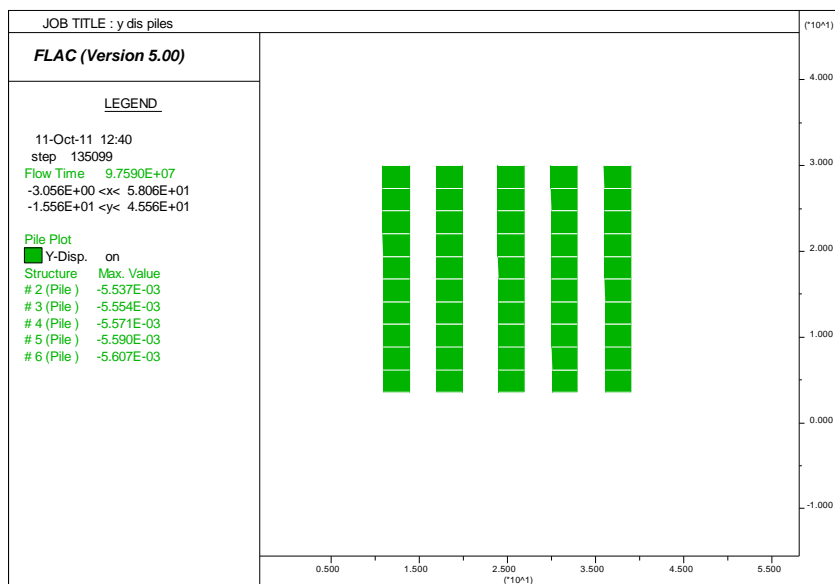 JOB TITLE : y dis piles
FLAC (Version 5.00)
LEGEND
11-Oct-11 12:40
step 135099
Flow Time 9.7590E+07
-3.056E+00 <x< 5.806E+01
-1.556E+01 <y< 4.556E+01
Pile Plot
Y-Disp. on
Structure Max. Value
# 2 (Pile ) -5.537E-03
# 3 (Pile ) -5.554E-03
# 4 (Pile ) -5.571E-03
# 5 (Pile ) -5.590E-03
# 6 (Pile ) -5.607E-03
(*10^1)
4.000
3.000
2.000
1.000
0.000
-1.000
0.500 1.500 2.500 3.500 4.500 5.500
(*10^1)